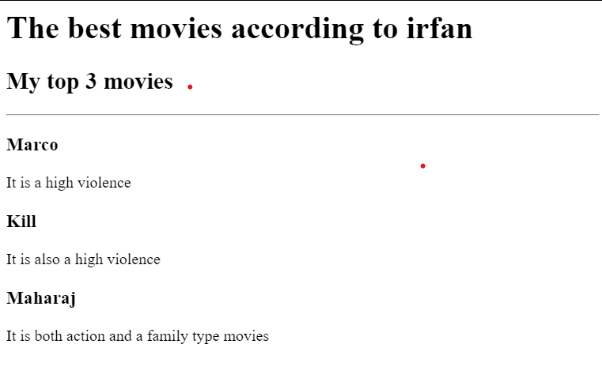 The best movies according to irfan
My top 3 movies
Marco
It is a high violence
Kill
It is also a high violence
Maharaj
It is both action and a family type movies